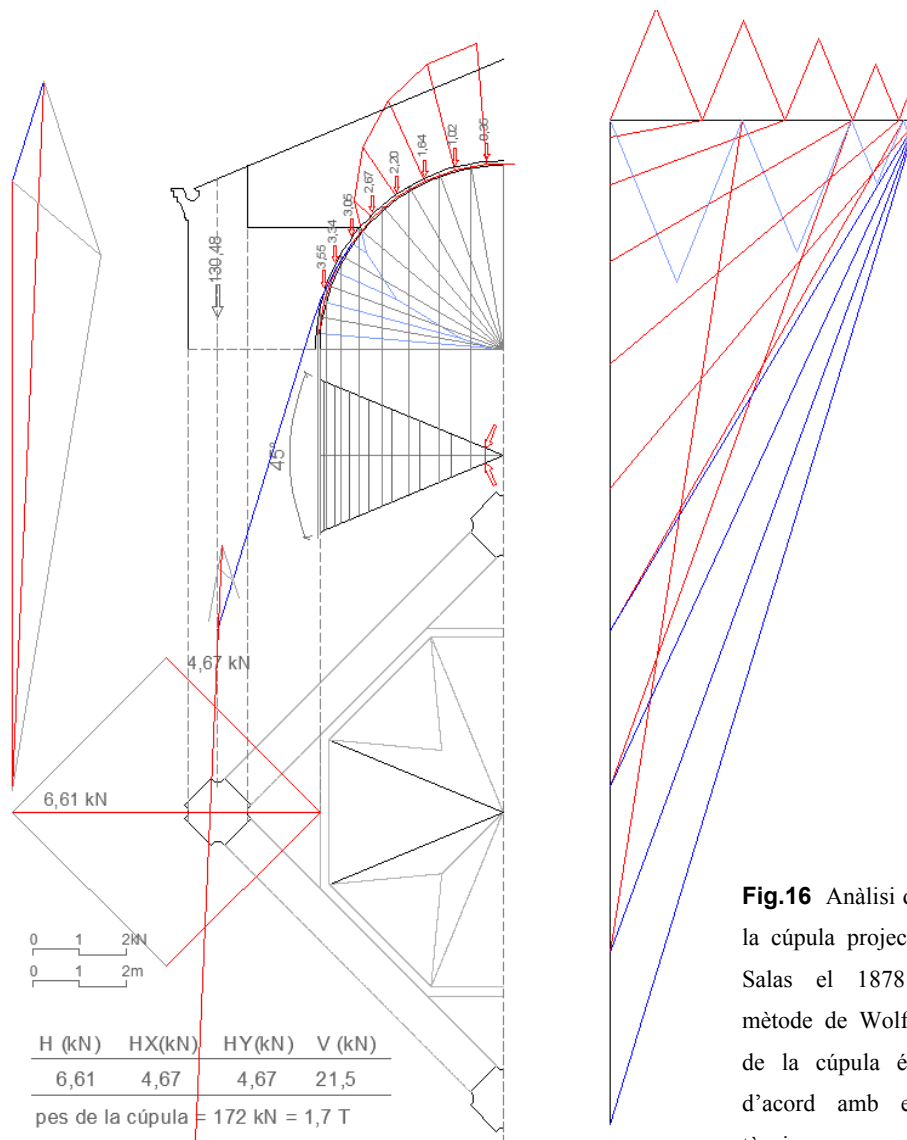 0,35
1,02
1,64
2,20
2,67
3,05
3,34
3,55
130,48
45°
4,67 kN
6,61 kN
0 1 2kN
0 1 2m
H (kN) HX(kN) HY(kN) V (kN)
6,61 4,67 4,67 21,5
pes de la cúpula = 172 kN = 1,7 T
Fig.16 Anàlisi
la cúpula projec
Salas el 1878
mètode de Wolf
de la cúpula
d'acord amb